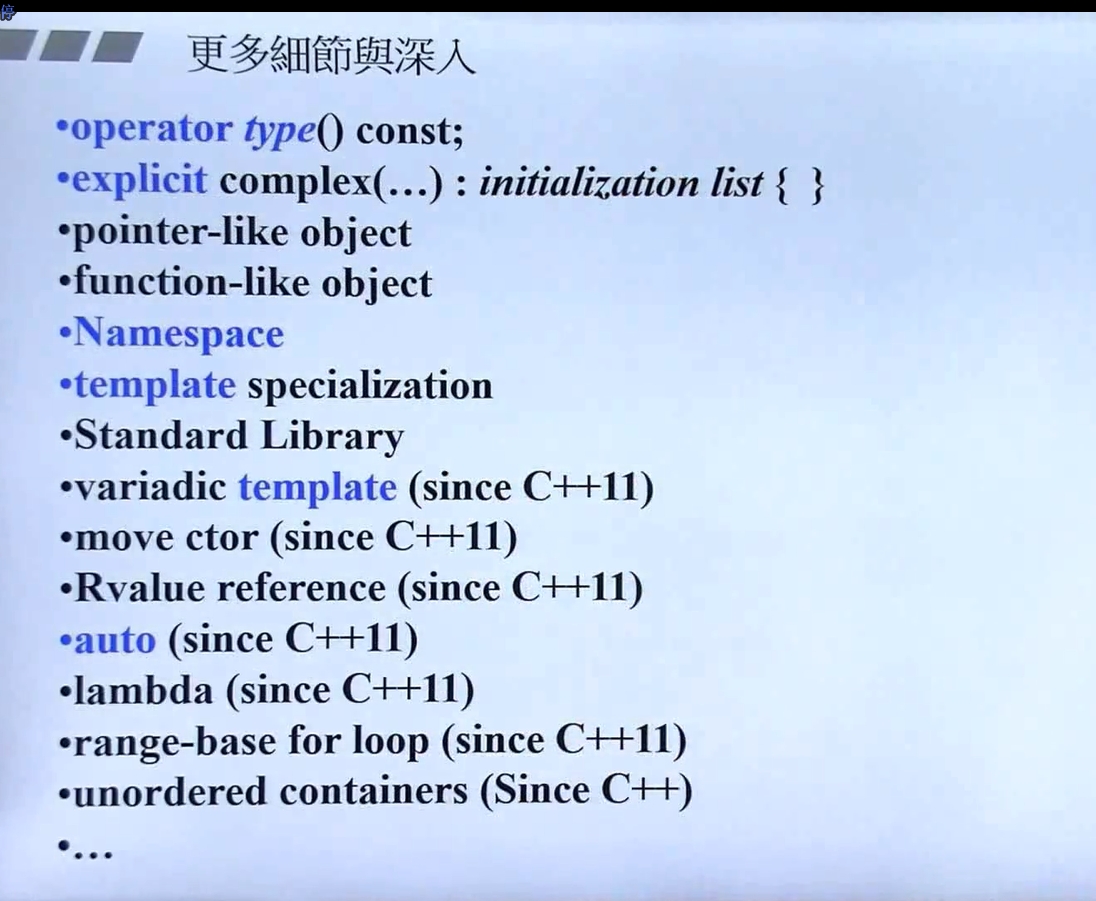 停
更多細節與深入
•operator type() const;
•explicit complex(…) : initialization list { }
•pointer-like object
•function-like object
•Namespace
•template specialization
•Standard Library
•variadic template (since C++11)
•move ctor (since C++11)
•Rvalue reference (since C++11)
•auto (since C++11)
•lambda (since C++11)
•range-base for loop (since C++11)
•unordered containers (Since C++)
•…